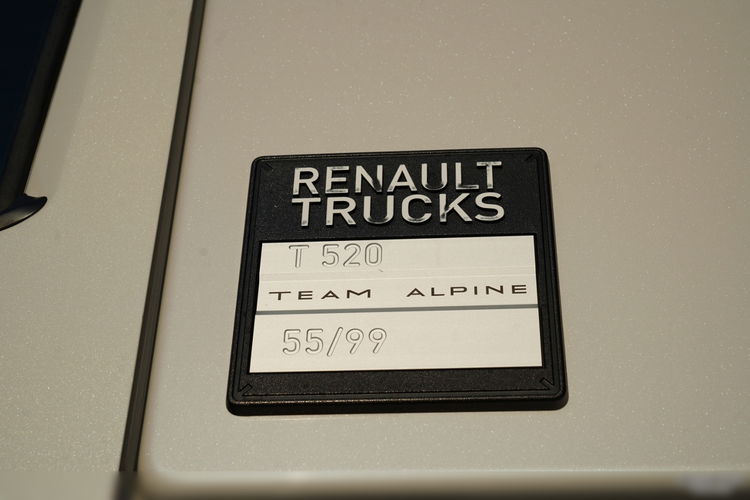 RENAULT
TRUCKS
T 520
TEAM ALPINE
55/99